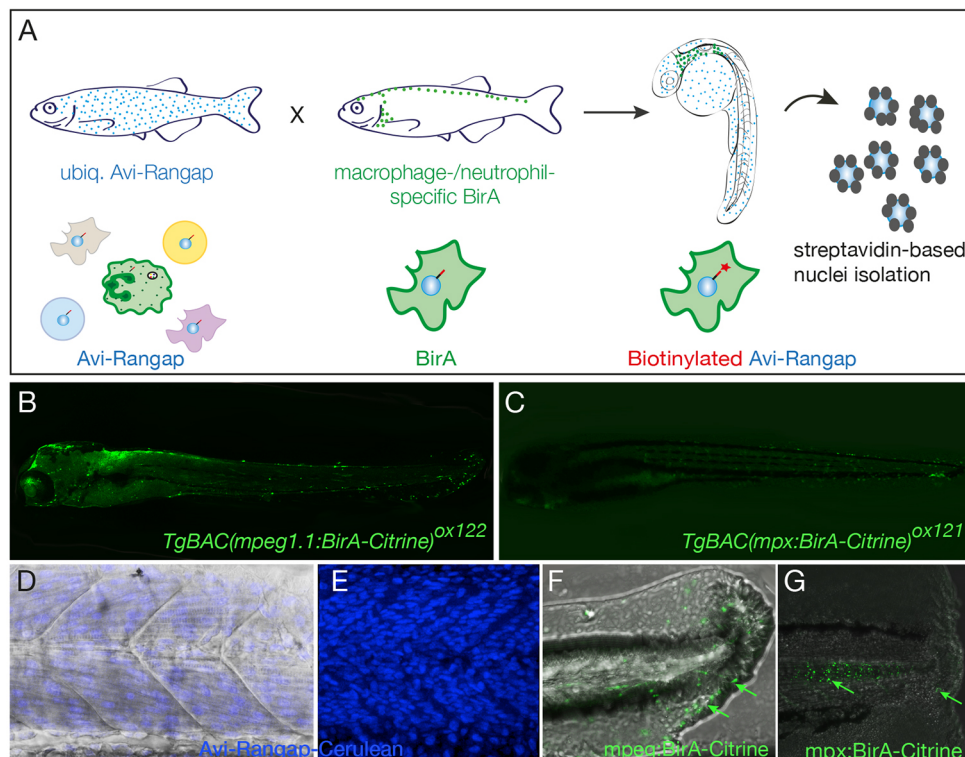 A
X
ubiq. Avi-Rangap
macrophage-/neutrophil-
specific BirA
streptavidin-based
nuclei isolation
Avi-Rangap
BirA
Biotinylated Avi-Rangap
B
TgBAC(mpeg1.1:BirA-Citrine)ox122
C
TgBAC(mpx:BirA-Citrine)ox121
D
E
Avi-Rangap-Cerulean
F
mpeg:BirA-Citrine
G
mpx:BirA-Citrine